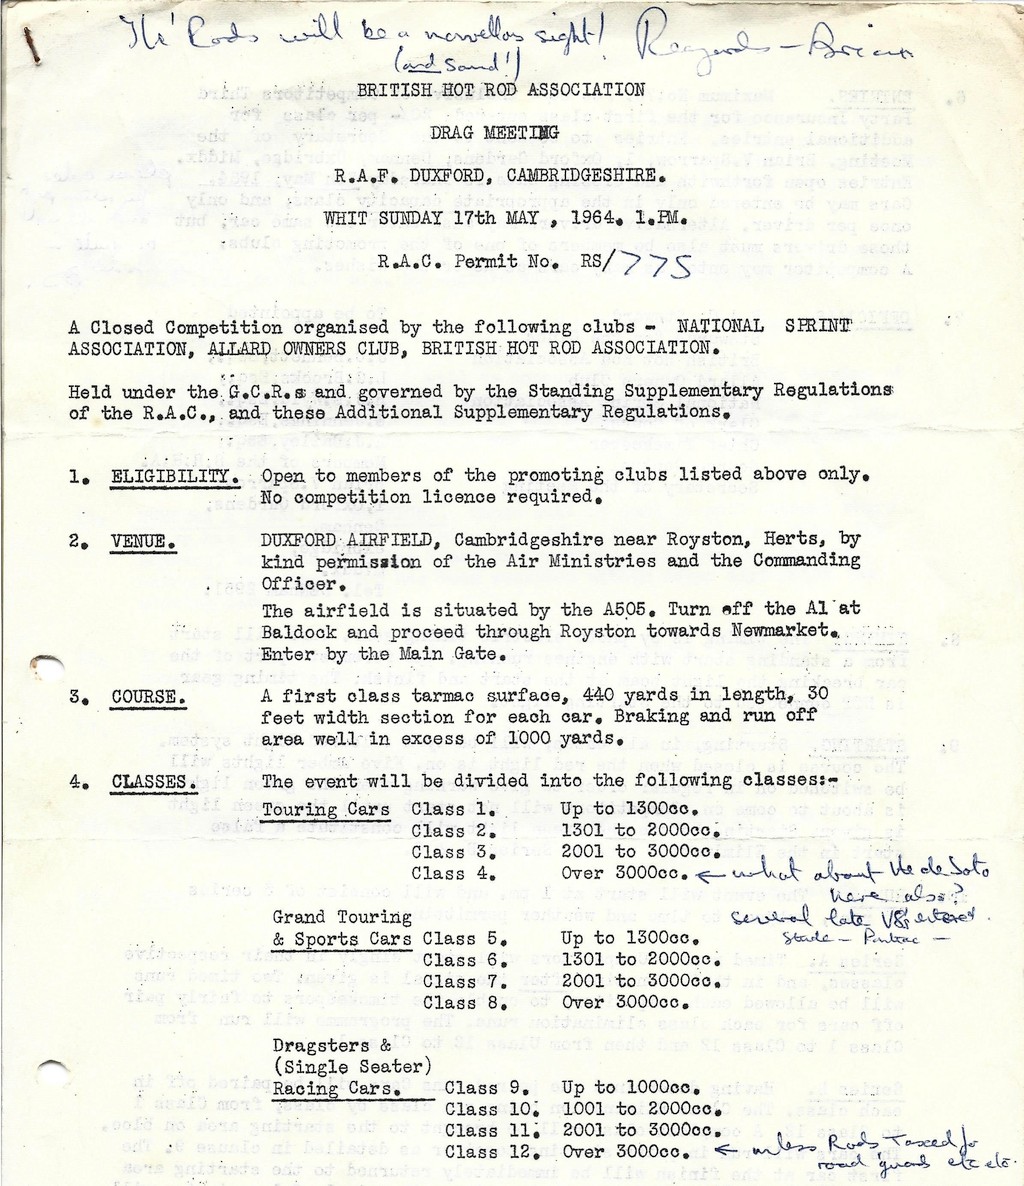 The' Rods will be a marvellos sight! Regards - Brian
(and sound!)
BRITISH HOT ROD ASSOCIATION
DRAG MEETING
R.A.F. DUXFORD, CAMBRIDGESHIRE.
WHIT SUNDAY 17th MAY, 1964. 1.PM.
R.A.C. Permit No. RS/775
A Closed Competition organised by the following clubs - NATIONAL SPRINT
ASSOCIATION, ALLARD OWNERS CLUB, BRITISH HOT ROD ASSOCIATION.
Held under the G.C.R.s and governed by the Standing Supplementary Regulations
of the R.A.C., and these Additional Supplementary Regulations.
1. ELIGIBILITY. Open to members of the promoting clubs listed above only.
No competition licence required.
2. VENUE. DUXFORD AIRFIELD, Cambridgeshire near Royston, Herts, by
kind permission of the Air Ministries and the Commanding
Officer.
The airfield is situated by the A505. Turn off the A1 at
Baldock and proceed through Royston towards Newmarket.
Enter by the Main Gate.
3. COURSE. A first class tarmac surface, 440 yards in length, 30
feet width section for each car. Braking and run off
area well in excess of 1000 yards.
4. CLASSES. The event will be divided into the following classes:-
Touring Cars Class 1. Up to 1300cc.
Class 2. 1301 to 2000cc.
Class 3. 2001 to 3000cc.
Class 4. Over 3000cc. ← what about the de Soto
here also?
several late V8s entered.
Stude - Pontiac -
Grand Touring
& Sports Cars Class 5. Up to 1300cc.
Class 6. 1301 to 2000cc.
Class 7. 2001 to 3000cc.
Class 8. Over 3000cc.
Dragsters &
(Single Seater)
Racing Cars. Class 9. Up to 1000cc.
Class 10. 1001 to 2000cc.
Class 11. 2001 to 3000cc.
Class 12. Over 3000cc. ← unless Rods Taxed for
road guards etc etc.